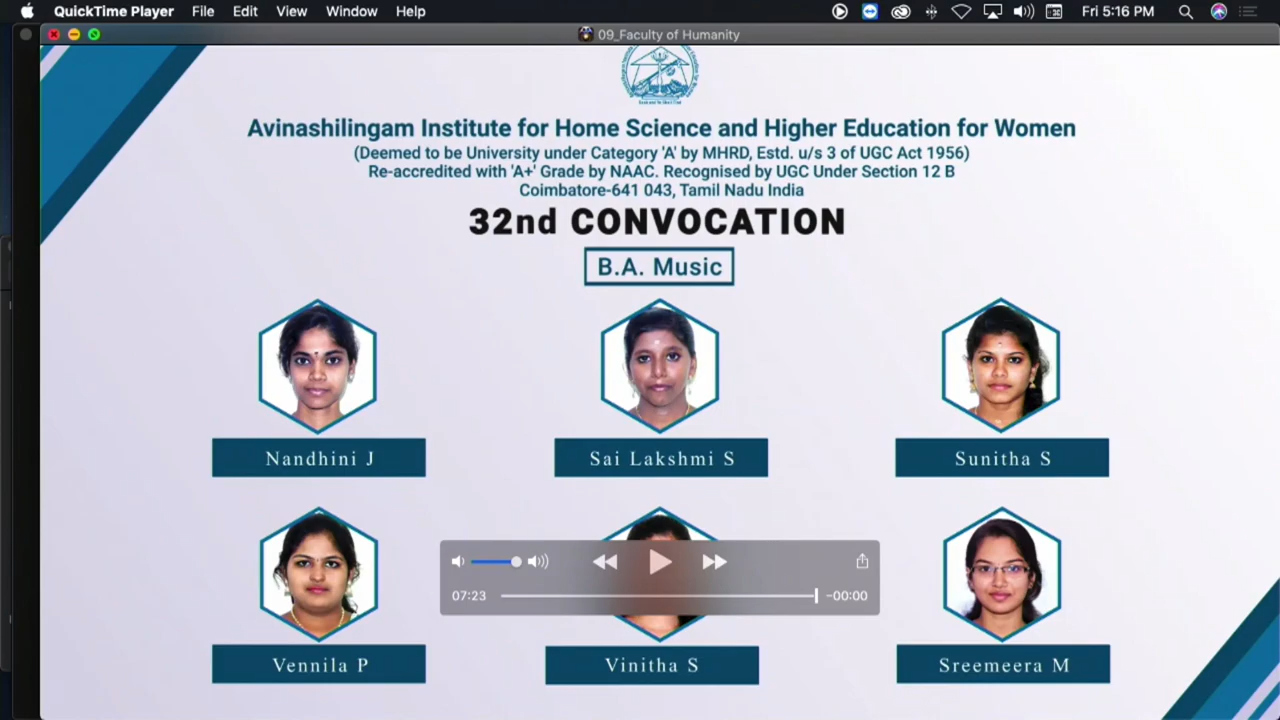 QuickTime Player File Edit View Window Help Fri 5:16 PM
09_Faculty of Humanity
Avinashilingam Institute for Home Science and Higher Education for Women
(Deemed to be University under Category 'A' by MHRD, Estd. u/s 3 of UGC Act 1956)
Re-accredited with 'A+' Grade by NAAC. Recognised by UGC Under Section 12 B
Coimbatore-641 043, Tamil Nadu India
32nd CONVOCATION
B.A. Music
Nandhini J Sai Lakshmi S Sunitha S
07:23 -00:00
Vennila P Vinitha S Sreemeera M